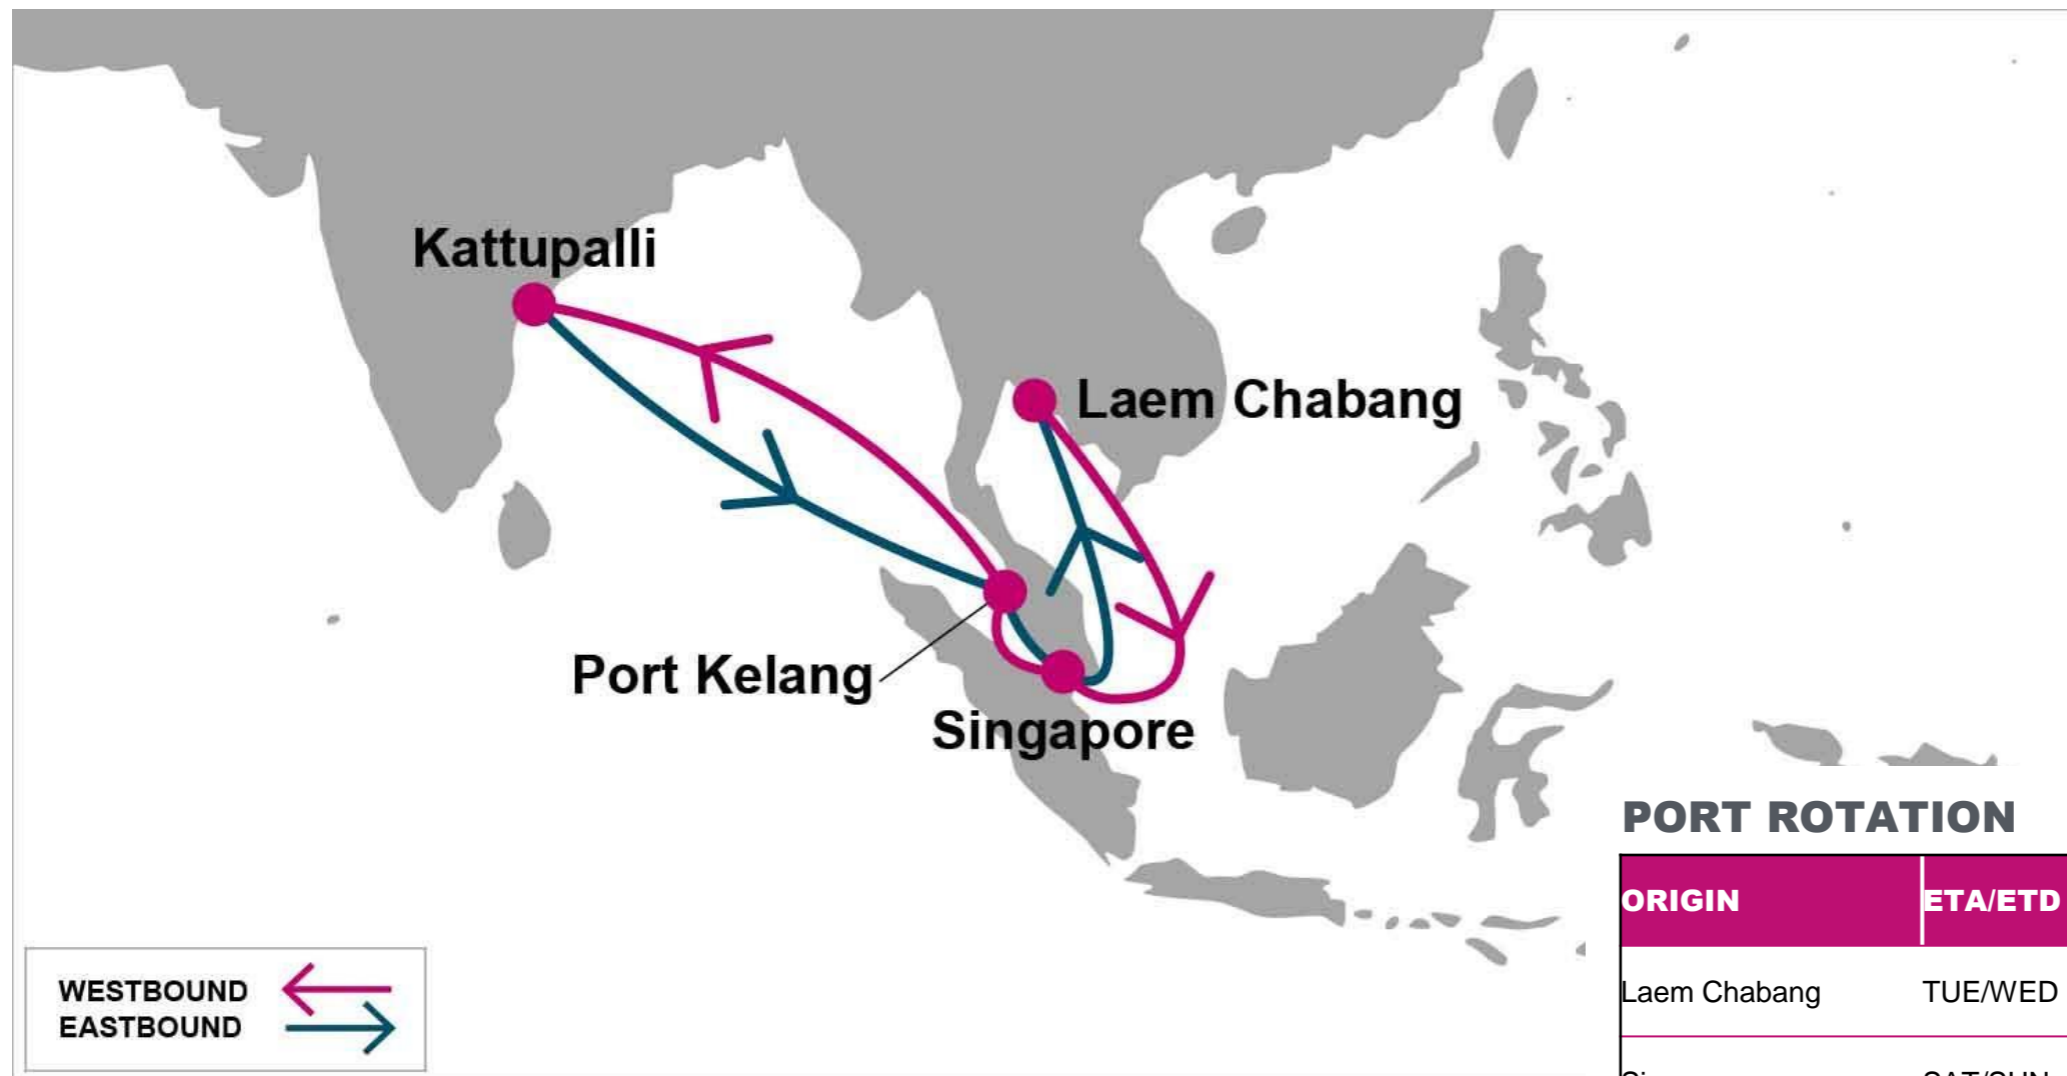 Kattupalli
Laem Chabang
Port Kelang
Singapore
PORT ROTATION
ORIGIN ETA/ETD
Laem Chabang TUE/WED
WESTBOUND
EASTBOUND